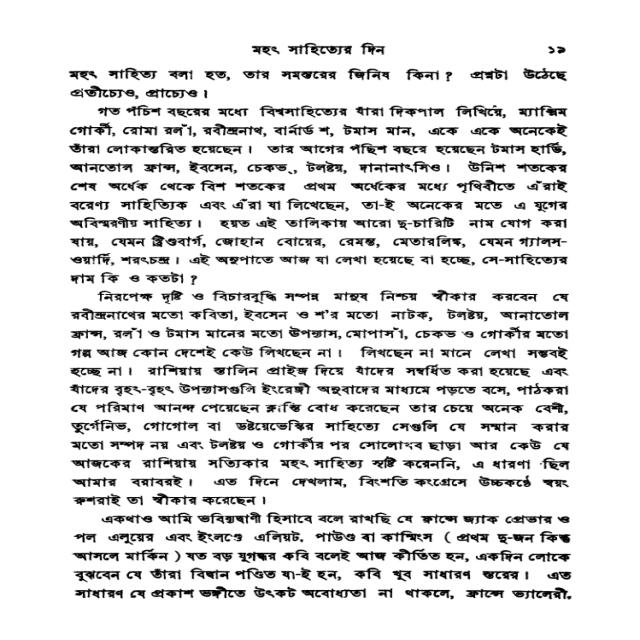 মহৎ সাহিত্যের দিন ১৯
মহৎ সাহিত্য বলা হত, তার সমস্তরের জিনিষ কিনা? প্রশ্নটা উঠেছে
প্রতীচ্যেও, প্রাচ্যেও।
গত পঁচিশ বছরের মধ্যে বিশ্বসাহিত্যের যারা দিকপাল লিখিয়ে, ম্যাক্সিম
গোর্কী, রোমা রলাঁ, রবীন্দ্রনাথ, বার্নার্ড শ, টমাস মান, একে একে অনেকেই
তাঁরা লোকান্তরিত হয়েছেন। তার আগের পঁছিশ বছরে হয়েছেন টমাস হার্ডি,
আনতোল ফ্রান্স, ইবসেন, চেকভ্, টলষ্টয়, দানানাৎসিও। উনিশ শতকের
শেষ অর্ধেক থেকে বিশ শতকের প্রথম অর্ধেকের মধ্যে পৃথিবীতে এঁরাই
বরেণ্য সাহিত্যিক এবং এঁরা যা লিখেছেন, তা-ই অনেকের মতে এ যুগের
অবিস্মরণীয় সাহিত্য। হয়ত এই তালিকায় আরো দু-চারিটি নাম যোগ করা
যায়, যেমন ষ্ট্রিণ্ডবার্গ, জোহান বোয়ের, রেমন্ত, মেতারলিঙ্ক, যেমন গ্যালস-
ওয়ার্দি, শরৎচন্দ্র। এই অনুপাতে আজ যা লেখা হয়েছে বা হচ্ছে, সে-সাহিত্যের
দাম কি ও কতটা?
নিরপেক্ষ দৃষ্টি ও বিচারবুদ্ধি সম্পন্ন মানুষ নিশ্চয় স্বীকার করবেন যে
রবীন্দ্রনাথের মতো কবিতা, ইবসেন ও শ'র মতো নাটক, টলষ্টয়, আনাতোল
ফ্রান্স, রলাঁ ও টমাস মানের মতো উপন্যাস, মোপাসাঁ, চেকভ ও গোর্কীর মতো
গল্প আজ কোন দেশেই কেউ লিখছেন না। লিখছেন না মানে লেখা সম্ভবই
হচ্ছে না। রাশিয়ায় স্তালিন প্রাইজ দিয়ে যাঁদের সম্বর্ধিত করা হয়েছে এবং
যাঁদের বৃহৎ-বৃহৎ উপন্যাসগুলি ইংরেজী অনুবাদের মাধ্যমে পড়তে বসে, পাঠকরা
যে পরিমাণ আনন্দ পেয়েছেন ক্লান্তি বোধ করেছেন তার চেয়ে অনেক বেশী,
তুর্গেনিভ, গোগোল বা ডষ্টয়েভেস্কির সাহিত্যে সেগুলি যে সম্মান করার
মতো সম্পদ নয় এবং টলষ্টয় ও গোর্কীর পর সোলোখব ছাড়া আর কেউ যে
আজকের রাশিয়ায় সত্যিকার মহৎ সাহিত্য সৃষ্টি করেননি, এ ধারণা ছিল
আমার বরাবরই। এত দিনে দেখলাম, বিংশতি কংগ্রেসে উচ্চকণ্ঠে স্বয়ং
রুশরাই তা স্বীকার করেছেন।
একথাও আমি ভবিষ্যদ্বাণী হিসাবে বলে রাখছি যে ফ্রান্সে জ্যাক প্রেভার ও
পল এলুয়ের এবং ইংলণ্ডে এলিয়ট, পাউণ্ড বা কামিংস (প্রথম দু-জন কিন্তু
আসলে মার্কিন) যত বড় যুগন্ধর কবি বলেই আজ কীর্তিত হন, একদিন লোকে
বুঝবেন যে তাঁরা বিদ্বান পণ্ডিত যা-ই হন, কবি খুব সাধারণ স্তরের। এত
সাধারণ যে প্রকাশ ভঙ্গীতে উৎকট অবোধ্যতা না থাকলে, ফ্রান্সে ভ্যালেরী,